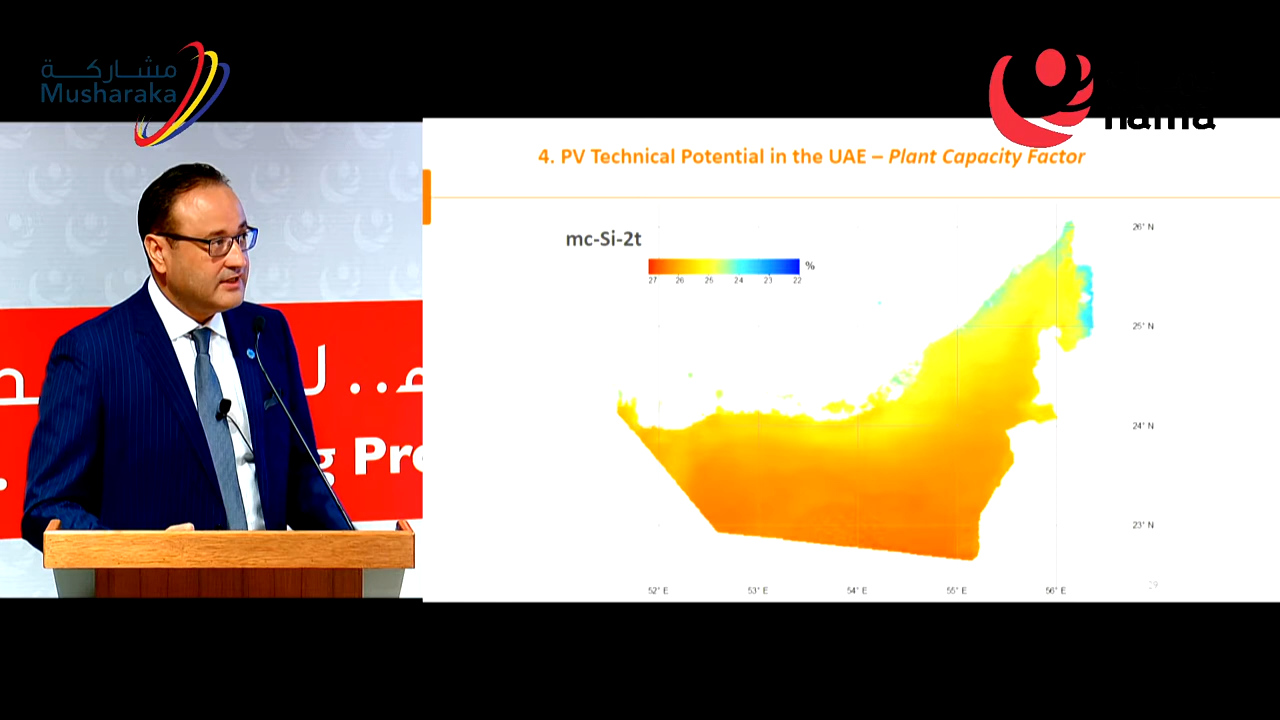 مشاركة
Musharaka
nama
4. PV Technical Potential in the UAE – Plant Capacity Factor
mc-Si-2t
%
27 26 25 24 23 22
26° N
25° N
24° N
23° N
52° E 53° E 54° E 55° E 56° E
g Pre